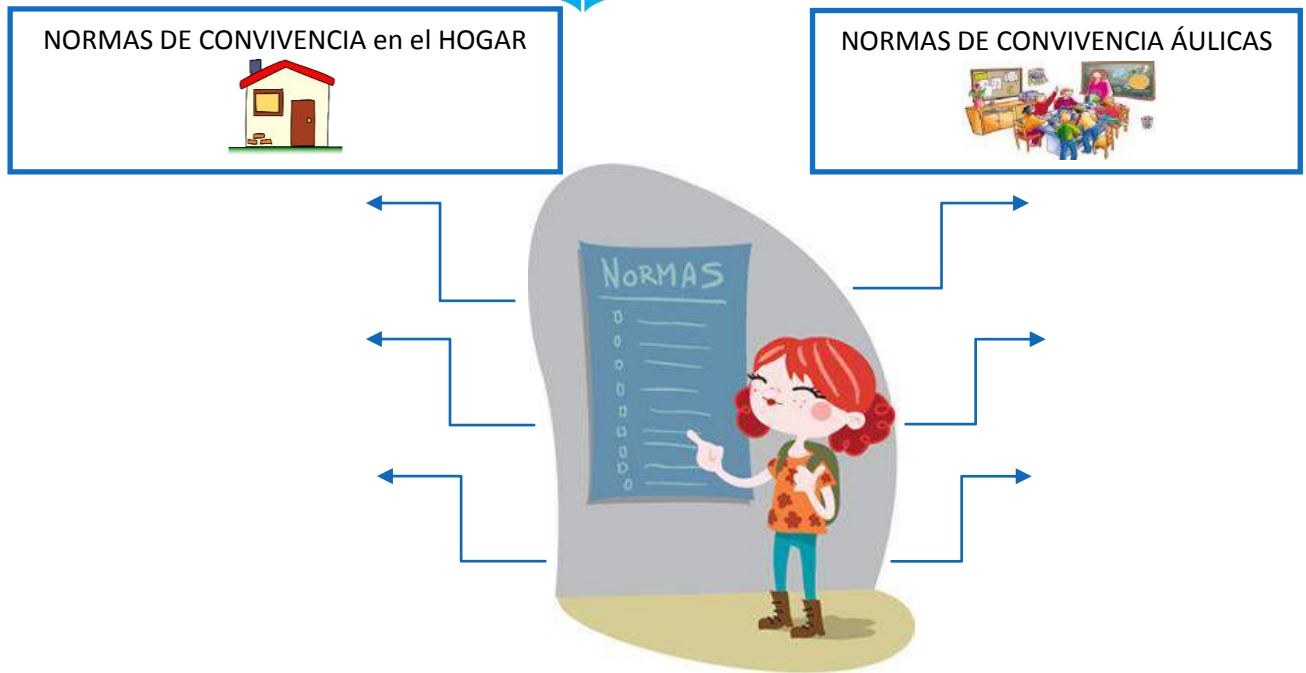 NORMAS DE CONVIVENCIA en el HOGAR
NORMAS DE CONVIVENCIA ÁULICAS
NORMAS